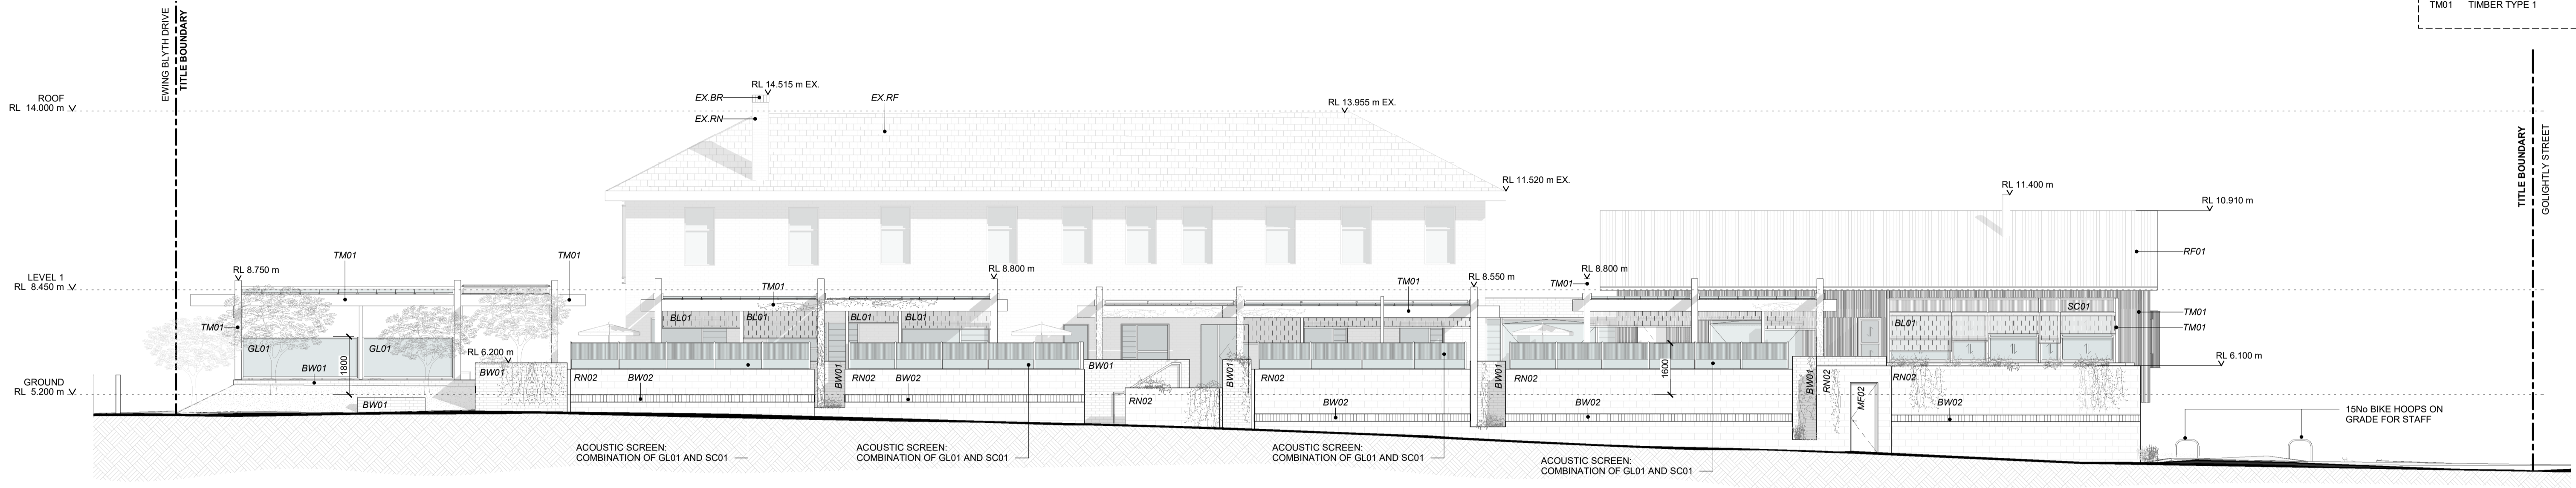 TM01 TIMBER TYPE 1
EWING BLYTH DRIVE
TITLE BOUNDARY
ROOF
RL 14.000 m
RL 14.515 m EX.
EX.BR
EX.RF
EX.RN
RL 13.955 m EX.
TITLE BOUNDARY
GOLIGHTLY STREET
RL 11.520 m EX.
RL 11.400 m
RL 10.910 m
RF01
LEVEL 1
RL 8.450 m
RL 8.750 m
TM01
TM01
TM01
RL 8.800 m
TM01
RL 8.550 m
TM01
RL 8.800 m
TM01
SC01
TM01
TM01
TM01
BL01
BL01
BL01
BL01
BL01
GL01
GL01
1800
RL 6.200 m
BW01
BW01
BW01
GROUND
RL 5.200 m
RN02
BW02
BW01
RN02
BW02
BW01
RN02
BW01
RN02
BW02
BW01
RN02
1600
BW02
BW01
RN02
MF02
RN02
BW02
RL 6.100 m
15No BIKE HOOPS ON
GRADE FOR STAFF
ACOUSTIC SCREEN:
COMBINATION OF GL01 AND SC01
ACOUSTIC SCREEN:
COMBINATION OF GL01 AND SC01
ACOUSTIC SCREEN:
COMBINATION OF GL01 AND SC01
ACOUSTIC SCREEN:
COMBINATION OF GL01 AND SC01